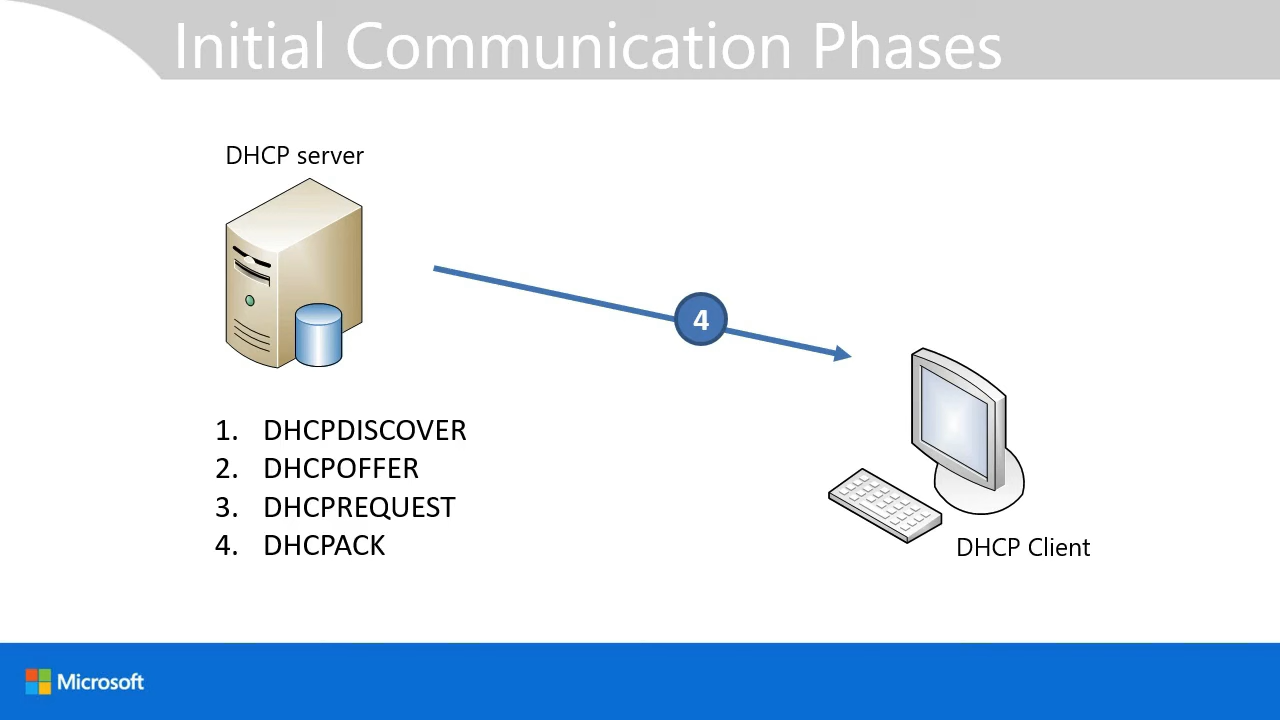 Initial Communication Phases
DHCP server
4
1. DHCPDISCOVER
2. DHCPOFFER
3. DHCPREQUEST
4. DHCPACK
DHCP Client
Microsoft